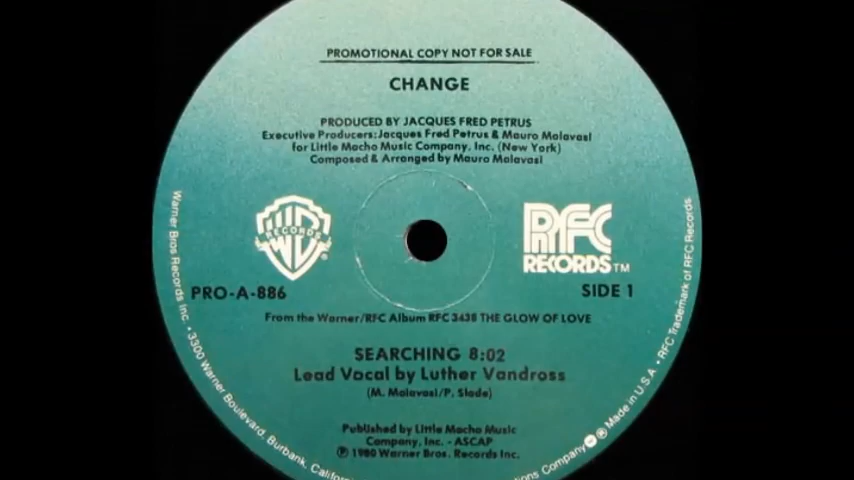 PROMOTIONAL COPY NOT FOR SALE
CHANGE
PRODUCED BY JACQUES FRED PETRUS
Executive Producers: Jacques Fred Petrus & Mauro Malavasi
for Little Macho Music Company, Inc. (New York)
Composed & Arranged by Mauro Malavasi
WB
RECORDS
®
RFC
RECORDS™
PRO-A-886
SIDE 1
From the Warner/RFC Album RFC 3438 THE GLOW OF LOVE
SEARCHING 8:02
Lead Vocal by Luther Vandross
(M. Malavasi/P. Slade)
Published by Little Macho Music
Company, Inc. - ASCAP
℗ 1980 Warner Bros. Records Inc.
Warner Bros Records Inc. • 3300 Warner Boulevard, Burbank,
Company
® Made in U.S.A. • RFC Trademark of RFC Records